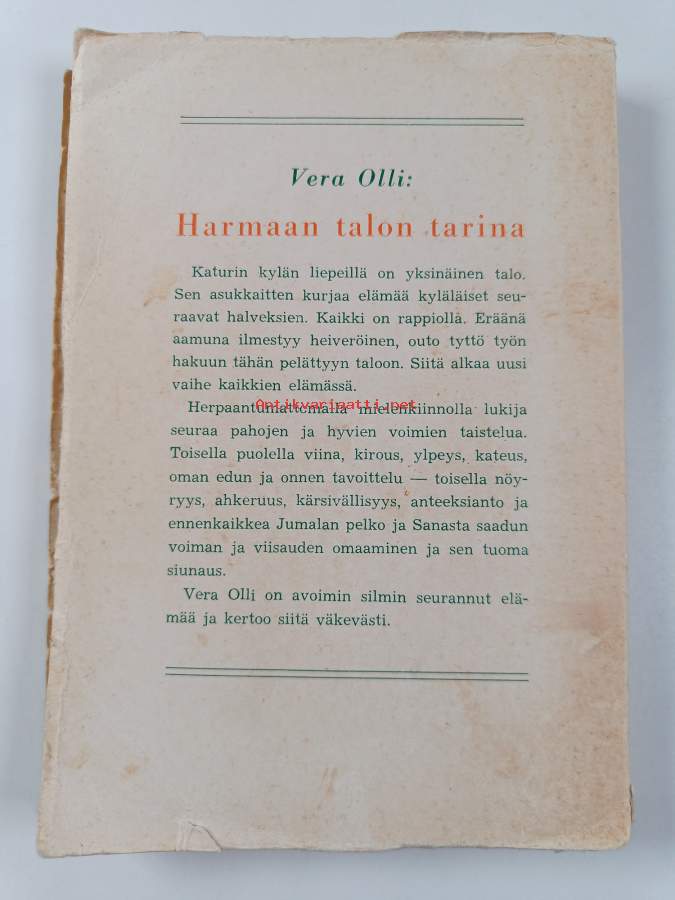 Vera Olli:
Harmaan talon tarina
Katurin kylän liepeillä on yksinäinen talo.
Sen asukkaitten kurjaa elämää kyläläiset seu-
raavat halveksien. Kaikki on rappiolla. Eräänä
aamuna ilmestyy heiveröinen, outo tyttö työn
hakuun tähän pelättyyn taloon. Siitä alkaa uusi
vaihe kaikkien elämässä.
Antikvariaatti.net
Herpaantumattomalla mielenkiinnolla lukija
seuraa pahojen ja hyvien voimien taistelua.
Toisella puolella viina, kirous, ylpeys, kateus,
oman edun ja onnen tavoittelu — toisella nöy-
ryys, ahkeruus, kärsivällisyys, anteeksianto ja
ennenkaikkea Jumalan pelko ja Sanasta saadun
voiman ja viisauden omaaminen ja sen tuoma
siunaus.
Vera Olli on avoimin silmin seurannut elä-
mää ja kertoo siitä väkevästi.